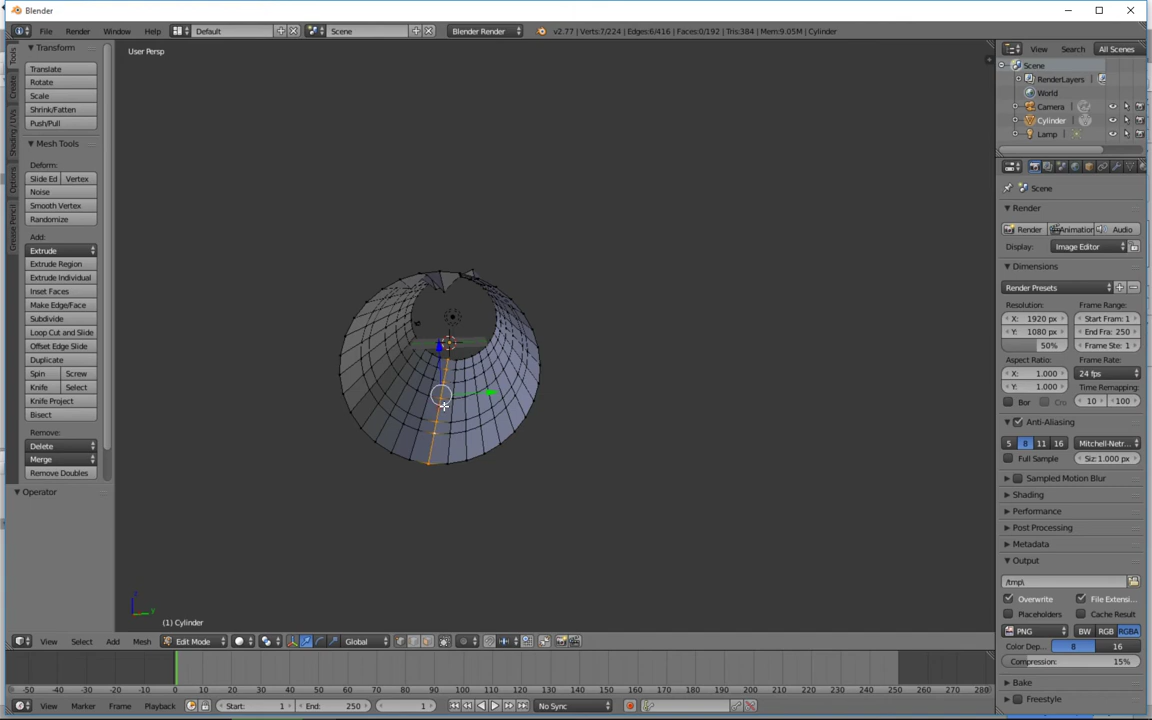 Blender
File Render Window Help Default Scene Blender Render v2.77 | Verts:7/224 | Edges:6/416 | Faces:0/192 | Tris:384 | Mem:9.05M | Cylinder
User Persp
Tools
Create
Shading / UVs
Options
Grease Pencil
Transform
Translate
Rotate
Scale
Shrink/Fatten
Push/Pull
Mesh Tools
Deform:
Slide Ed Vertex
Noise
Smooth Vertex
Randomize
Add:
Extrude
Extrude Region
Extrude Individual
Inset Faces
Make Edge/Face
Subdivide
Loop Cut and Slide
Offset Edge Slide
Duplicate
Spin Screw
Knife Select
Knife Project
Bisect
Remove:
Delete
Merge
Remove Doubles
Operator
(1) Cylinder
View Select Add Mesh Edit Mode Global
-50 -40 -30 -20 -10 0 10 20 30 40 50 60 70 80 90 100 110 120 130 140 150 160 170 180 190 200 210 220 230 240 250 260 270 280
View Marker Frame Playback Start: 1 End: 250 1 No Sync
View Search All Scenes
Scene
RenderLayers
World
Camera
Cylinder
Lamp
Scene
Render
Render Animation Audio
Display: Image Editor
Dimensions
Render Presets
Resolution: Frame Range:
X: 1920 px Start Fram: 1
Y: 1080 px End Fra: 250
50% Frame Ste: 1
Aspect Ratio: Frame Rate:
X: 1.000 24 fps
Y: 1.000 Time Remapping:
Bor Cro 10 100
Anti-Aliasing
5 8 11 16 Mitchell-Netr...
Full Sample Siz: 1.000 px
Sampled Motion Blur
Shading
Performance
Post Processing
Metadata
Output
/tmp\
Overwrite File Extensi...
Placeholders Cache Result
PNG BW RGB RGBA
Color Dep... 8 16
Compression: 15%
Bake
Freestyle